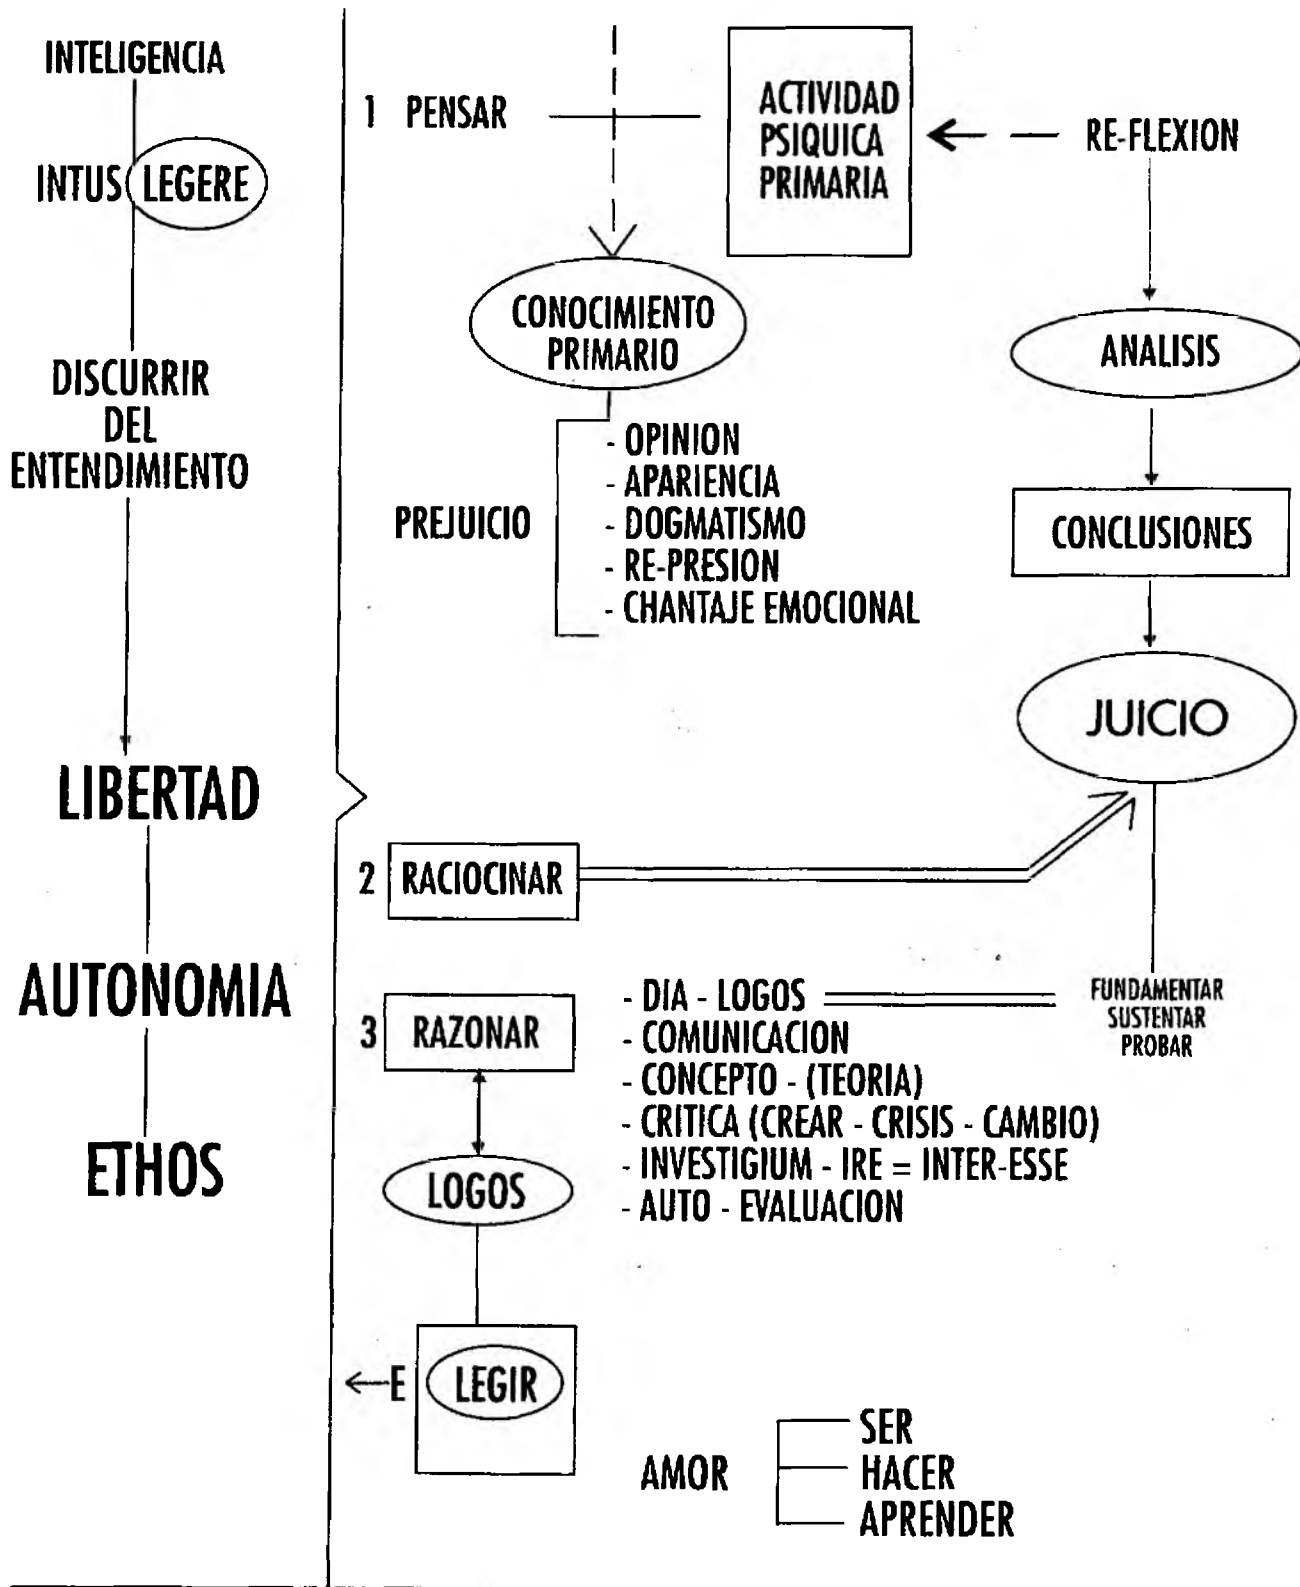 INTELIGENCIA
INTUS LEGERE
DISCURRIR
DEL
ENTENDIMIENTO
LIBERTAD
AUTONOMIA
ETHOS
1 PENSAR
ACTIVIDAD
PSIQUICA
PRIMARIA
RE-FLEXION
CONOCIMIENTO
PRIMARIO
ANALISIS
PREJUICIO
- OPINION
- APARIENCIA
- DOGMATISMO
- RE-PRESION
- CHANTAJE EMOCIONAL
CONCLUSIONES
JUICIO
2 RACIOCINAR
3 RAZONAR
- DIA - LOGOS
- COMUNICACION
- CONCEPTO - (TEORIA)
- CRITICA (CREAR - CRISIS - CAMBIO)
- INVESTIGIUM - IRE = INTER-ESSE
- AUTO - EVALUACION
FUNDAMENTAR
SUSTENTAR
PROBAR
LOGOS
E LEGIR
AMOR
SER
HACER
APRENDER